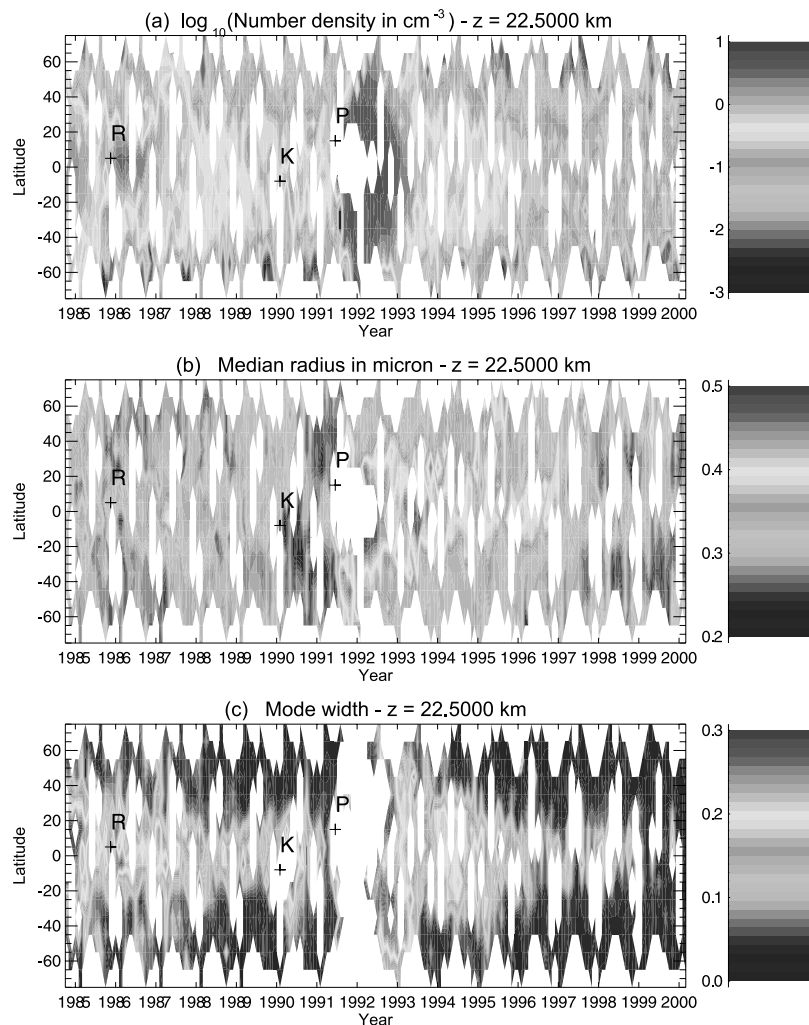 (a) log10(Number density in cm-3) - z = 22.5000 km
60
40
20
0
-20
-40
-60
Latitude
R
K
P
1985 1986 1987 1988 1989 1990 1991 1992 1993 1994 1995 1996 1997 1998 1999 2000
Year
1
0
-1
-2
-3
(b) Median radius in micron - z = 22.5000 km
60
40
20
0
-20
-40
-60
Latitude
R
K
P
1985 1986 1987 1988 1989 1990 1991 1992 1993 1994 1995 1996 1997 1998 1999 2000
Year
0.5
0.4
0.3
0.2
(c) Mode width - z = 22.5000 km
60
40
20
0
-20
-40
-60
Latitude
R
K
P
1985 1986 1987 1988 1989 1990 1991 1992 1993 1994 1995 1996 1997 1998 1999 2000
Year
0.3
0.2
0.1
0.0